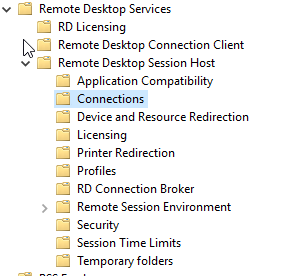 Remote Desktop Services
RD Licensing
Remote Desktop Connection Client
Remote Desktop Session Host
Application Compatibility
Connections
Device and Resource Redirection
Licensing
Printer Redirection
Profiles
RD Connection Broker
Remote Session Environment
Security
Session Time Limits
Temporary folders